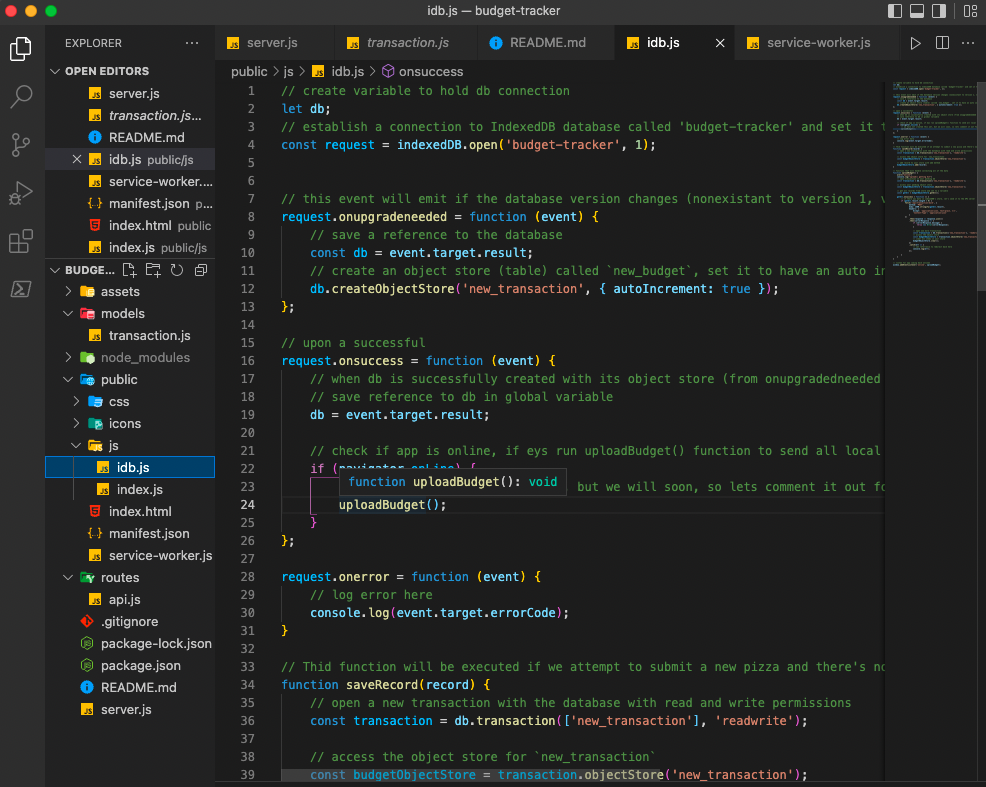 idb.js — budget-tracker
EXPLORER
OPEN EDITORS
server.js
transaction.js...
README.md
idb.js public/js
service-worker....
manifest.json p...
index.html public
index.js public/js
BUDGE...
assets
models
transaction.js
node_modules
public
css
icons
js
idb.js
index.js
index.html
manifest.json
service-worker.js
routes
api.js
.gitignore
package-lock.json
package.json
README.md
server.js
server.js transaction.js README.md idb.js service-worker.js
public > js > idb.js > onsuccess
1 // create variable to hold db connection
2 let db;
3 // establish a connection to IndexedDB database called 'budget-tracker' and set it
4 const request = indexedDB.open('budget-tracker', 1);
5
6
7 // this event will emit if the database version changes (nonexistant to version 1,
8 request.onupgradeneeded = function (event) {
9 // save a reference to the database
10 const db = event.target.result;
11 // create an object store (table) called `new_budget`, set it to have an auto
12 db.createObjectStore('new_transaction', { autoIncrement: true });
13 };
14
15 // upon a successful
16 request.onsuccess = function (event) {
17 // when db is successfully created with its object store (from onupgradedneeded
18 // save reference to db in global variable
19 db = event.target.result;
20
21 // check if app is online, if eys run uploadBudget() function to send all local
22 if (navigator.onLine) {
function uploadBudget(): void
23 but we will soon, so lets comment it out
24 uploadBudget();
25 }
26 };
27
28 request.onerror = function (event) {
29 // log error here
30 console.log(event.target.errorCode);
31 }
32
33 // Thid function will be executed if we attempt to submit a new pizza and there's
34 function saveRecord(record) {
35 // open a new transaction with the database with read and write permissions
36 const transaction = db.transaction(['new_transaction'], 'readwrite');
37
38 // access the object store for `new_transaction`
39 const budgetObjectStore = transaction.objectStore('new_transaction');